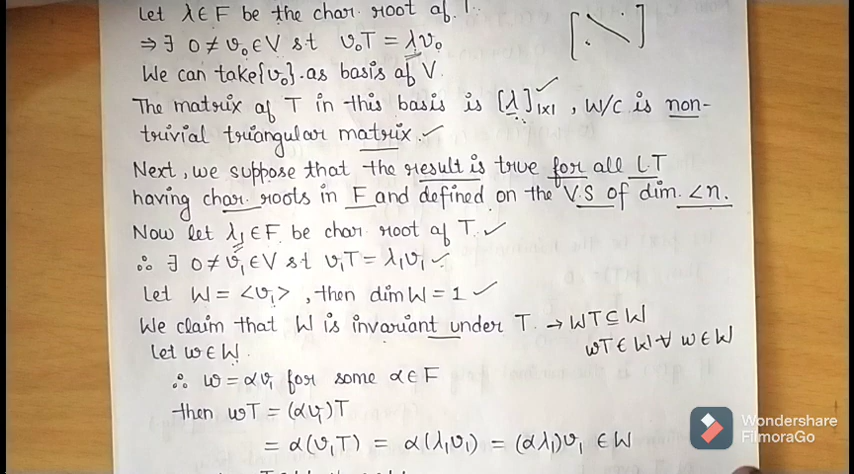 Let λ∈F be the char. root of T.
⇒ ∃ 0≠v₀∈V st v₀T = λv₀
We can take {v₀} as basis of V.
The matrix of T in this basis is [λ]₁ₓ₁ ✓, w/c is non-
trivial triangular matrix. ✓
Next, we suppose that the result is true for all L.T
having char. roots in F and defined on the V.S of dim. <n.
Now let λ₁∈F be char root of T. ✓
∴ ∃ 0≠v₁∈V st v₁T = λ₁v₁ ✓
Let W = <v₁>, then dim W = 1 ✓
We claim that W is invariant under T. → WT⊆W
wT∈W ∀ w∈W
Let w∈W.
∴ w = αv₁ for some α∈F
then wT = (αv₁)T
= α(v₁T) = α(λ₁v₁) = (αλ₁)v₁ ∈W
Wondershare
FilmoraGo